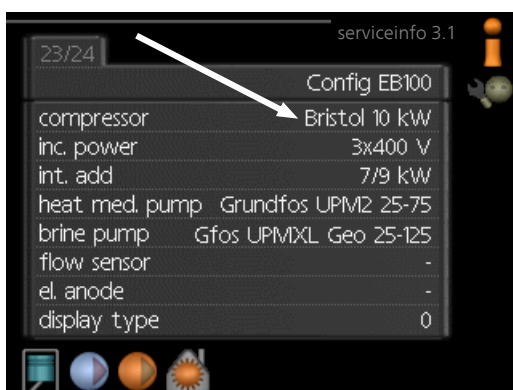 serviceinfo 3.1
23/24
Config EB100
compressor Bristol 10 kW
inc. power 3x400 V
int. add 7/9 kW
heat med. pump Grundfos UPM2 25-75
brine pump Gfos UPMXL Geo 25-125
flow sensor -
el. anode -
display type 0